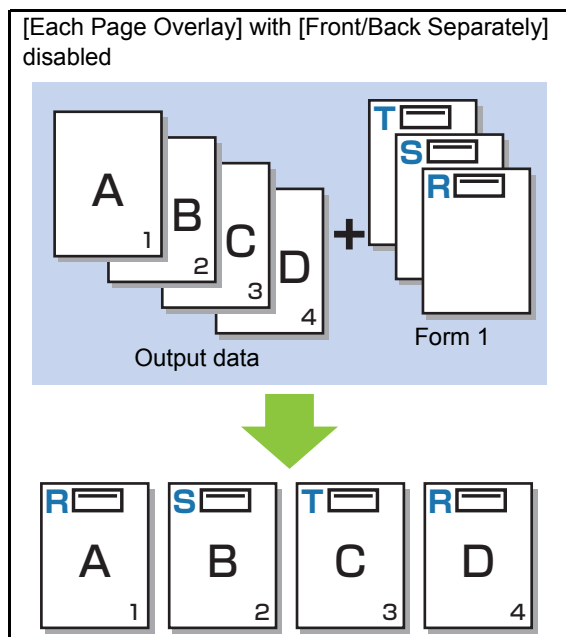 [Each Page Overlay] with [Front/Back Separately]
disabled
A
1
B
2
C
3
D
4
+
T
S
R
Output data
Form 1
R
A
1
S
B
2
T
C
3
R
D
4